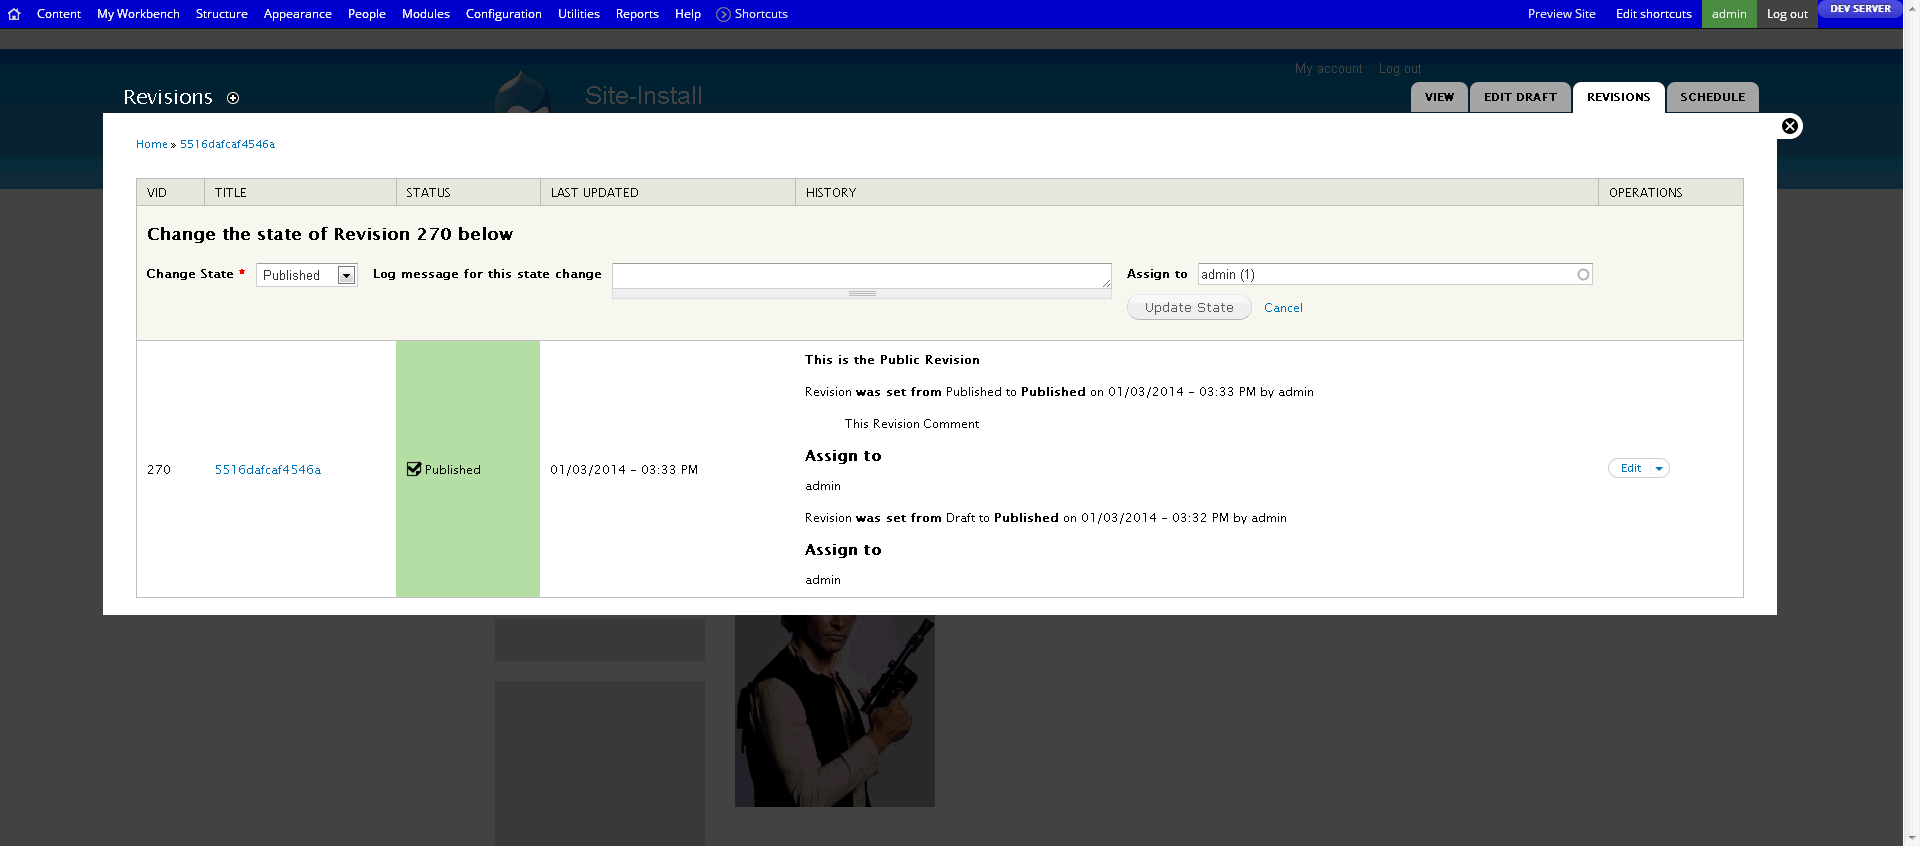 Content My Workbench Structure Appearance People Modules Configuration Utilities Reports Help Shortcuts Preview Site Edit shortcuts admin Log out DEV SERVER
My account Log out
Revisions Site-Install VIEW EDIT DRAFT REVISIONS SCHEDULE
Home » 5516dafcaf4546a
VID TITLE STATUS LAST UPDATED HISTORY OPERATIONS
Change the state of Revision 270 below
Change State * Published Log message for this state change Assign to admin (1)
Update State Cancel
This is the Public Revision
Revision was set from Published to Published on 01/03/2014 - 03:33 PM by admin
This Revision Comment
Assign to
270 5516dafcaf4546a Published 01/03/2014 - 03:33 PM Edit
admin
Revision was set from Draft to Published on 01/03/2014 - 03:32 PM by admin
Assign to
admin